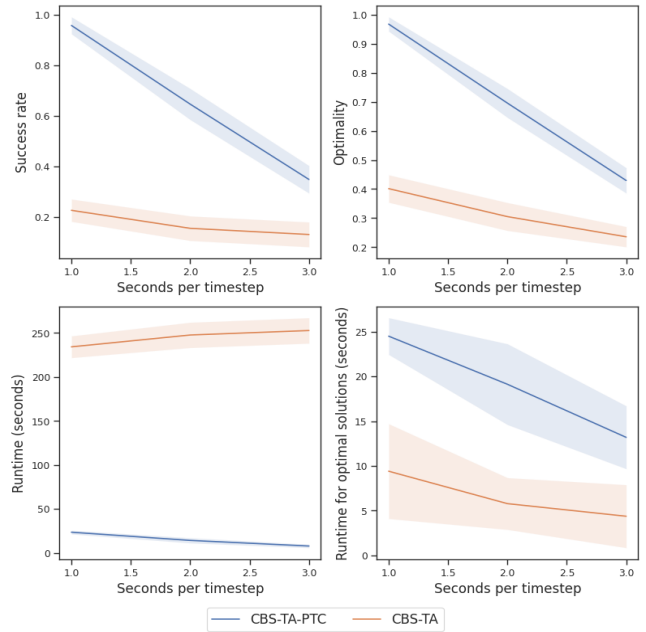 1.0
0.8
0.6
0.4
0.2
Success rate
1.0 1.5 2.0 2.5 3.0
Seconds per timestep
1.0
0.9
0.8
0.7
0.6
0.5
0.4
0.3
0.2
Optimality
1.0 1.5 2.0 2.5 3.0
Seconds per timestep
250
200
150
100
50
0
Runtime (seconds)
1.0 1.5 2.0 2.5 3.0
Seconds per timestep
25
20
15
10
5
0
Runtime for optimal solutions (seconds)
1.0 1.5 2.0 2.5 3.0
Seconds per timestep
CBS-TA-PTC CBS-TA